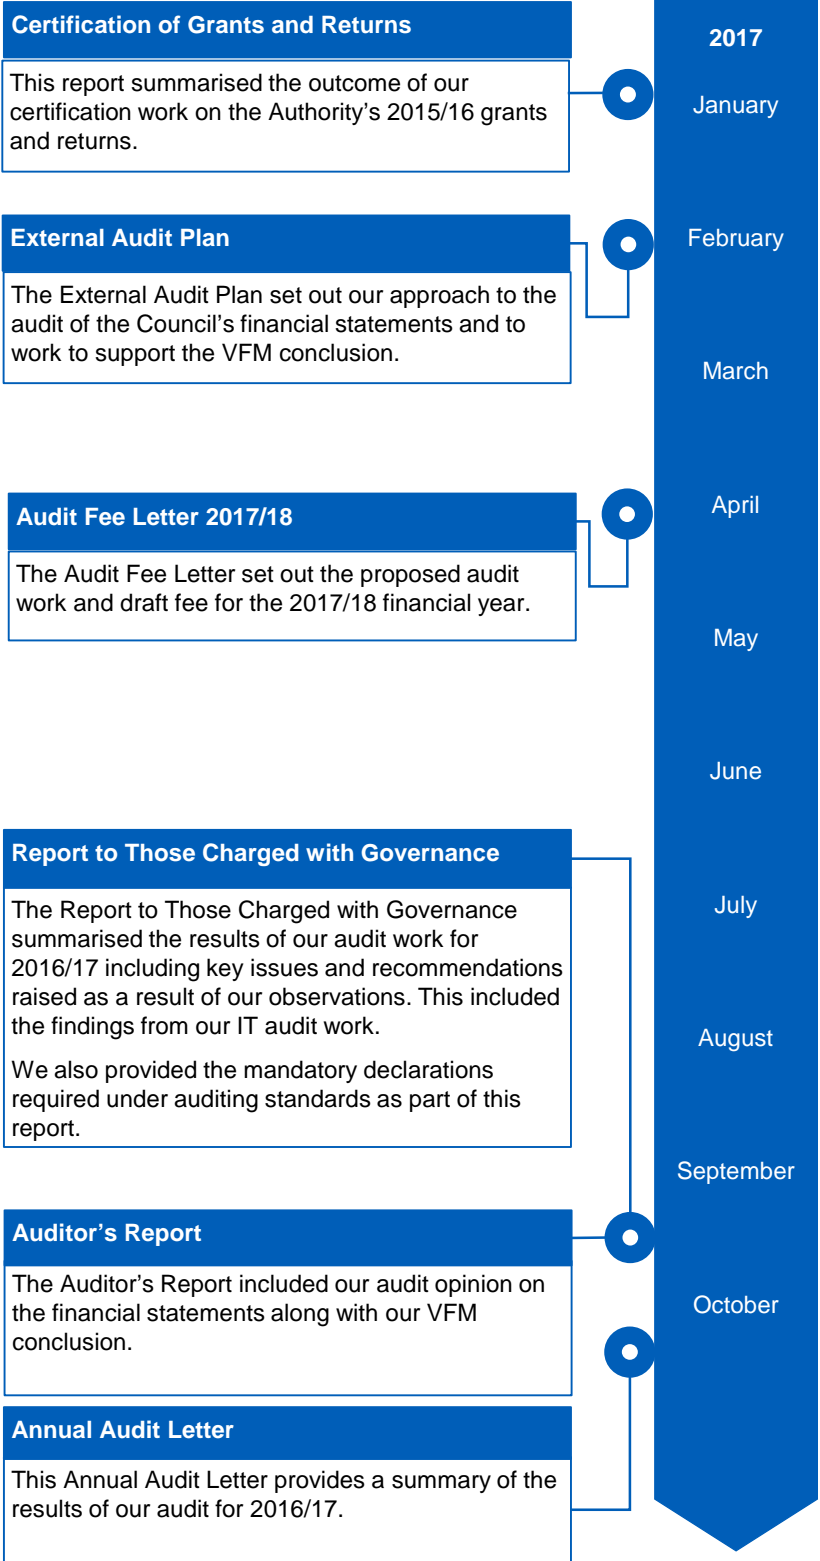 Certification of Grants and Returns
This report summarised the outcome of our
certification work on the Authority’s 2015/16 grants
and returns.
External Audit Plan
The External Audit Plan set out our approach to the
audit of the Council’s financial statements and to
work to support the VFM conclusion.
Audit Fee Letter 2017/18
The Audit Fee Letter set out the proposed audit
work and draft fee for the 2017/18 financial year.
Report to Those Charged with Governance
The Report to Those Charged with Governance
summarised the results of our audit work for
2016/17 including key issues and recommendations
raised as a result of our observations. This included
the findings from our IT audit work.
We also provided the mandatory declarations
required under auditing standards as part of this
report.
Auditor’s Report
The Auditor’s Report included our audit opinion on
the financial statements along with our VFM
conclusion.
Annual Audit Letter
This Annual Audit Letter provides a summary of the
results of our audit for 2016/17.
2017
January
February
March
April
May
June
July
August
September
October